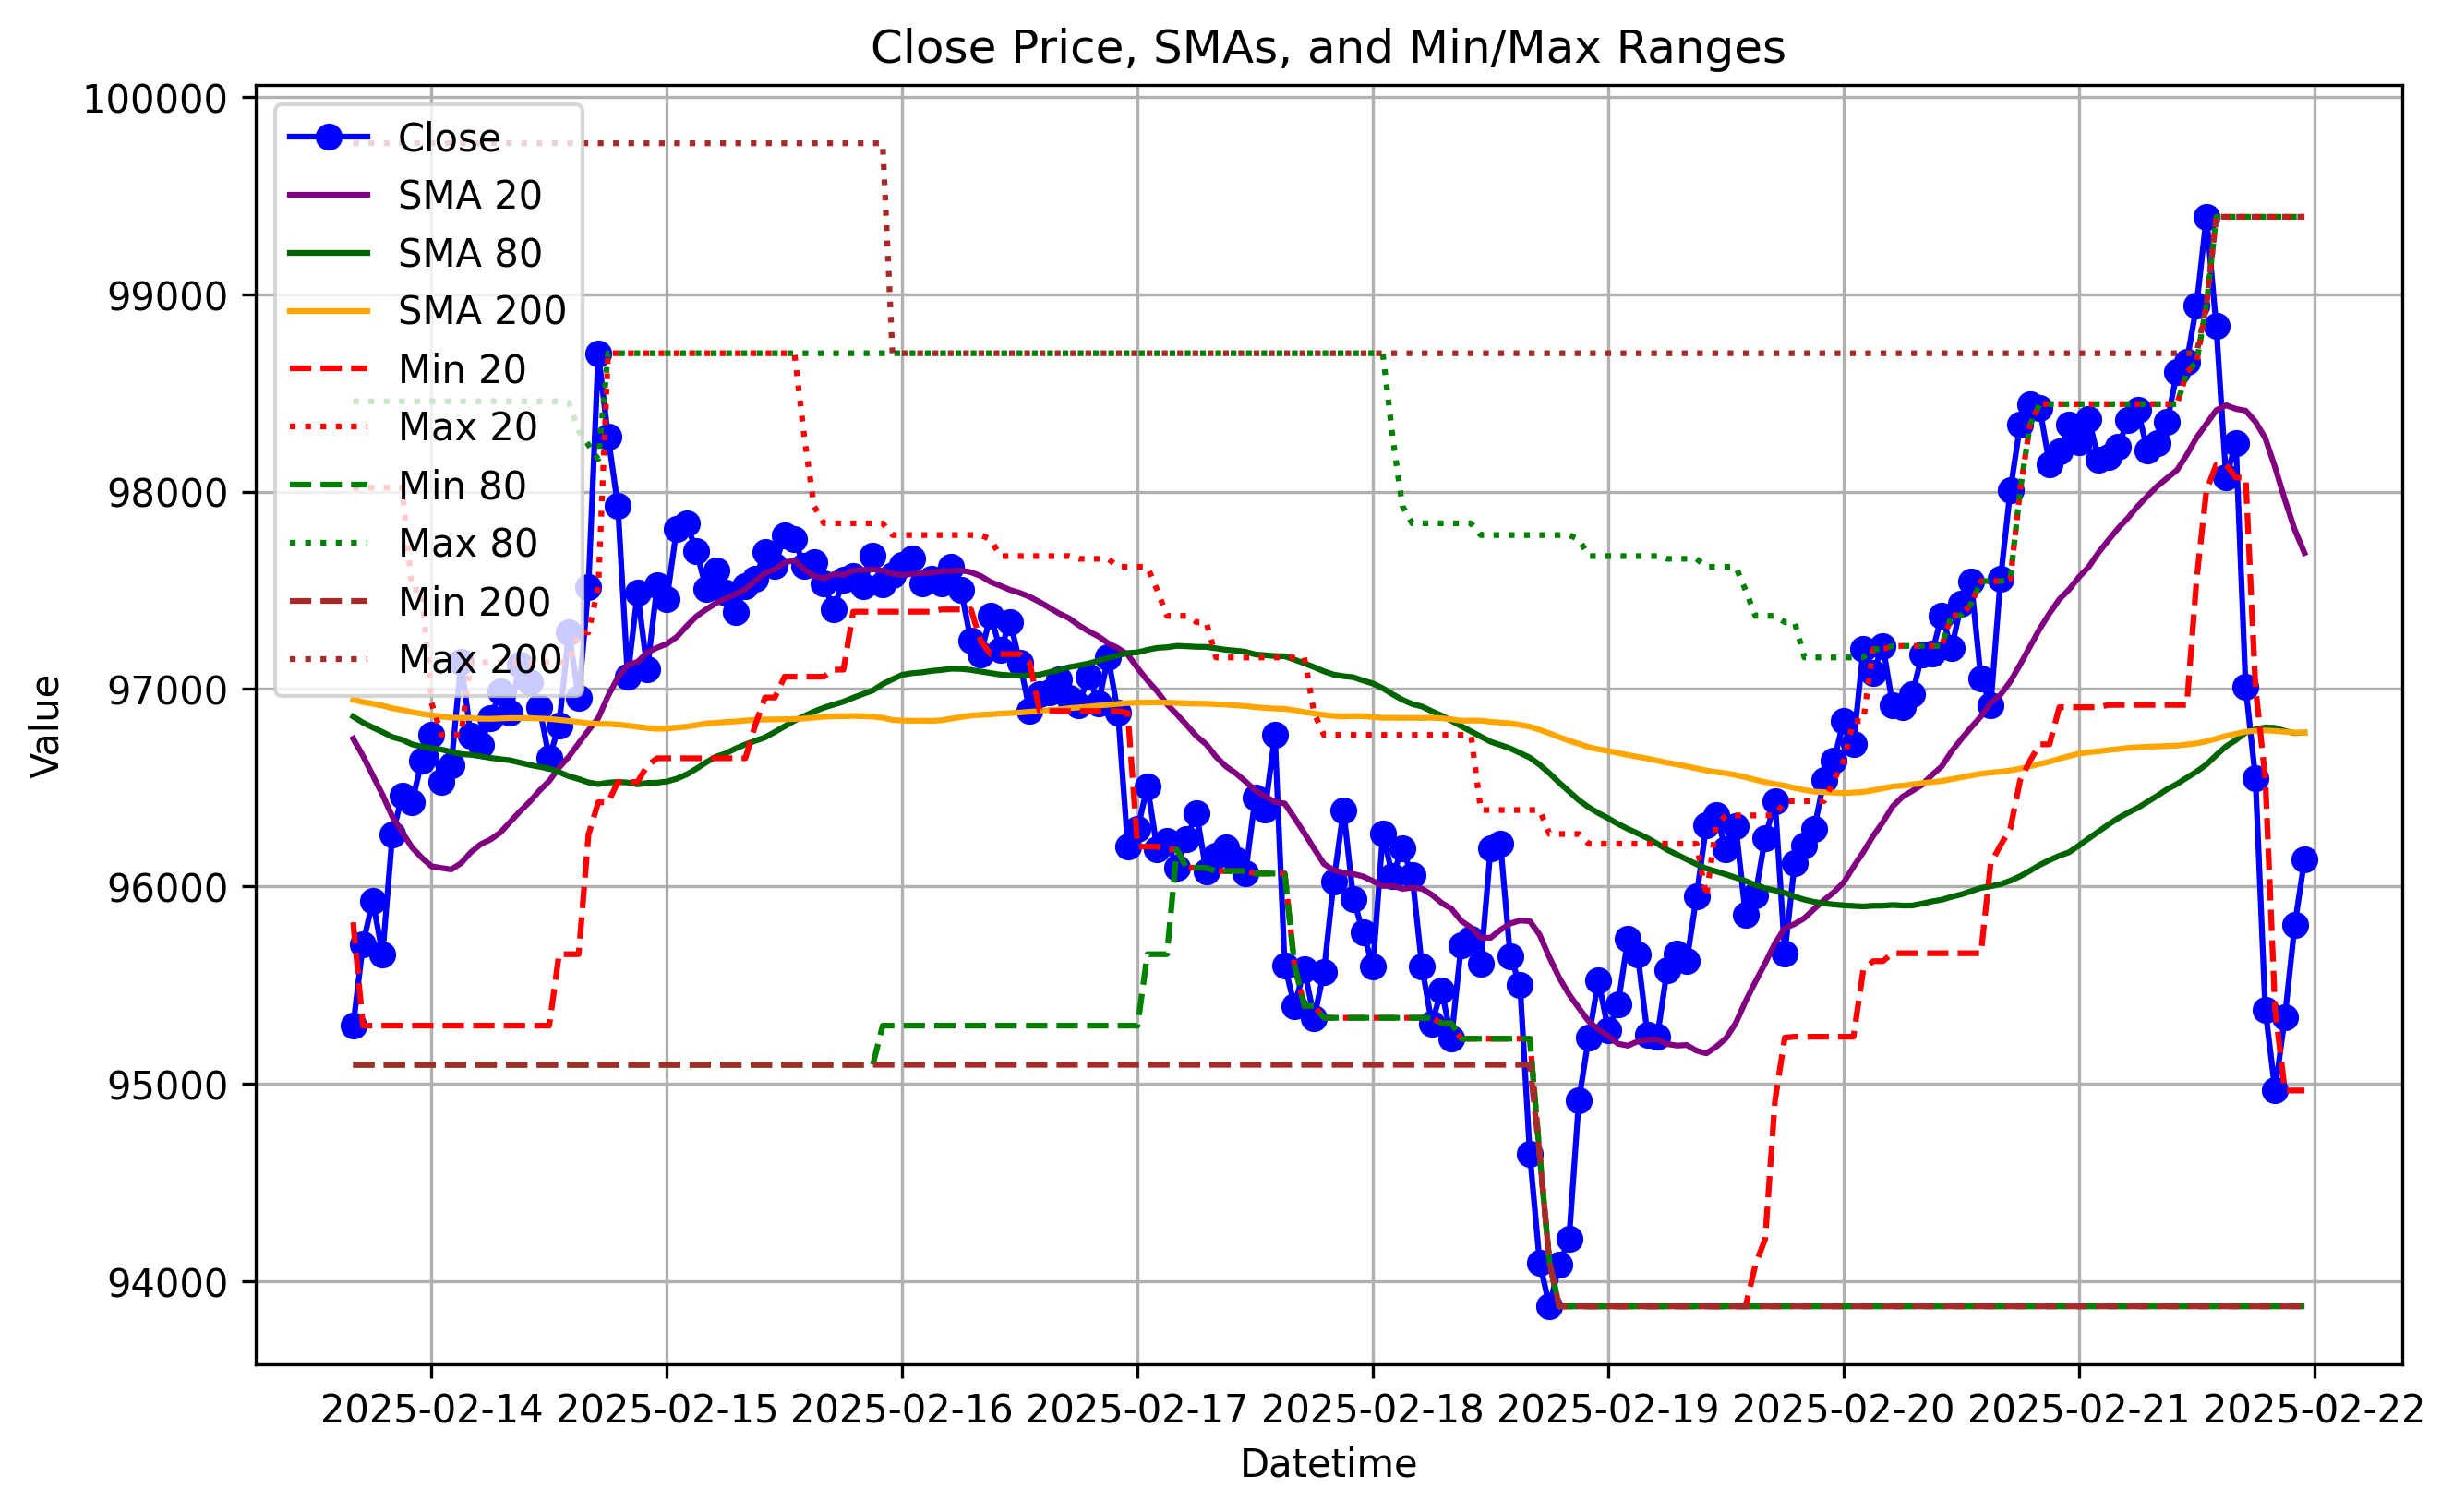 Close Price, SMAs, and Min/Max Ranges
100000
99000
98000
97000
96000
95000
94000
Value
Close
SMA 20
SMA 80
SMA 200
Min 20
Max 20
Min 80
Max 80
Min 200
Max 200
2025-02-14 2025-02-15 2025-02-16 2025-02-17 2025-02-18 2025-02-19 2025-02-20 2025-02-21 2025-02-22
Datetime